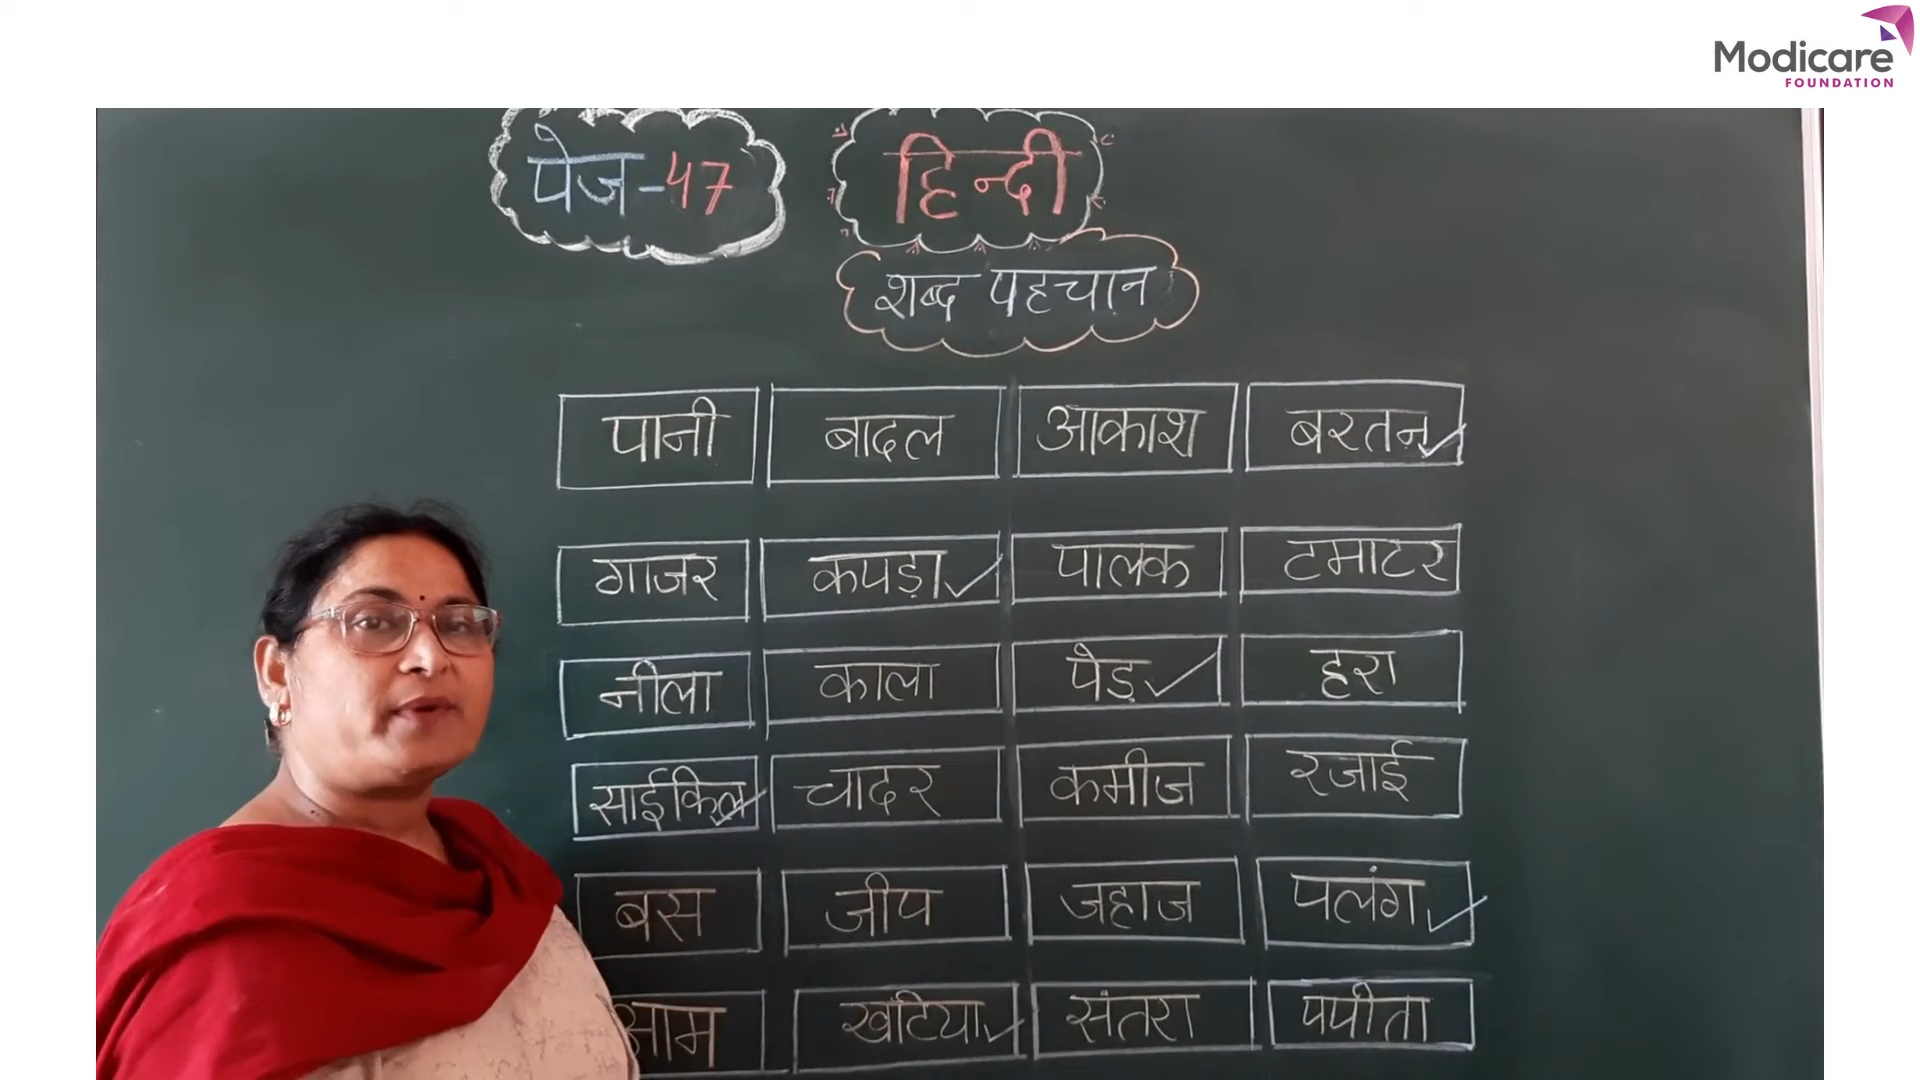 Modicare
FOUNDATION
पेज-47
हिन्दी
शब्द पहचान
पानी बादल आकाश बरतन
गाजर कपड़ा पालक टमाटर
नीला काला पेड़ हरा
साईकिल चादर कमीज रजाई
बस जीप जहाज पलंग
आम खटिया संतरा पपीता